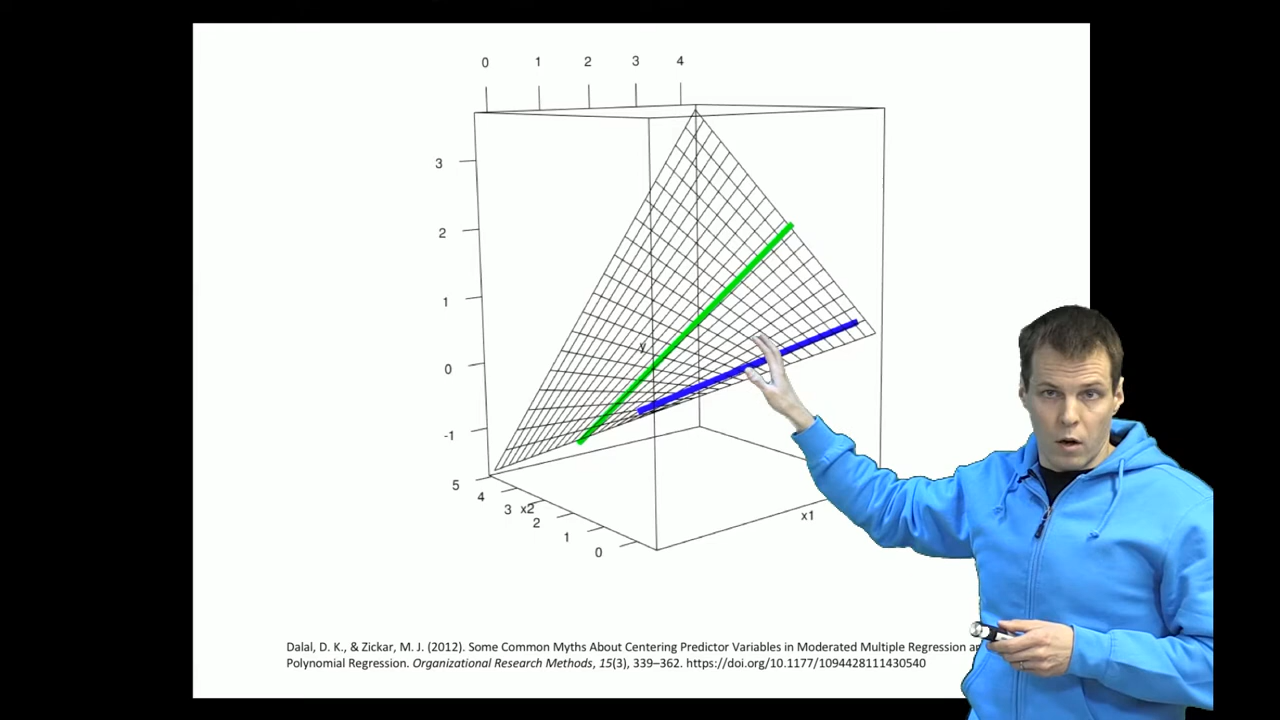 0 1 2 3 4
3
2
1
0
-1
y
5
4
3
x2
2
1
0
x1
Dalal, D. K., & Zickar, M. J. (2012). Some Common Myths About Centering Predictor Variables in Moderated Multiple Regression
Polynomial Regression. Organizational Research Methods, 15(3), 339–362. https://doi.org/10.1177/1094428111430540